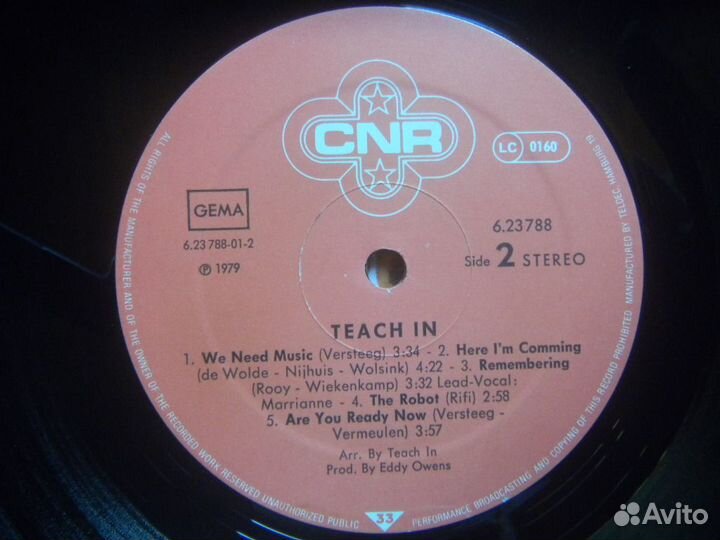 CNR
LC 0160
GEMA
6.23 788-01-2
℗ 1979
6.23788
Side 2 STEREO
TEACH IN
1. We Need Music (Versteeg) 3:34 - 2. Here I'm Comming
(de Wolde - Nijhuis - Wolsink) 4:22 - 3. Remembering
(Rooy - Wiekenkamp) 3:32 Lead-Vocal:
Marrianne - 4. The Robot (Rifi) 2:58
5. Are You Ready Now (Versteeg -
Vermeulen) 3:57
Arr. By Teach In
Prod. By Eddy Owens
ALL RIGHTS OF THE MANUFACTURER AND OF THE OWNER OF THE RECORDED WORK RESERVED UNAUTHORIZED PUBLIC 33 PERFORMANCE BROADCASTING AND COPYING OF THIS RECORD PROHIBITED MANUFACTURED BY TELDEC, HAMBURG 19
Avito